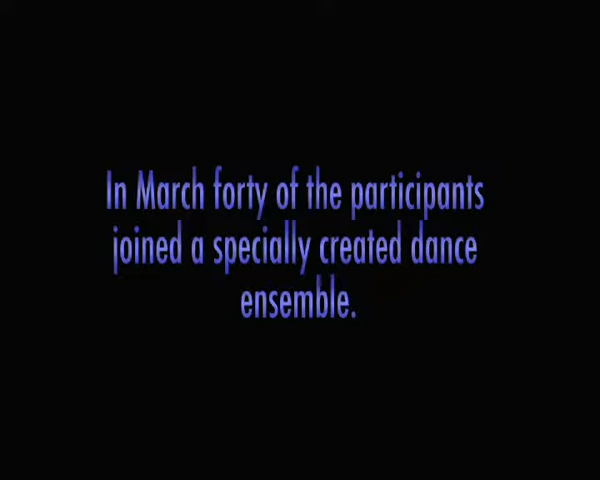 In March forty of the participants
joined a specially created dance
ensemble.